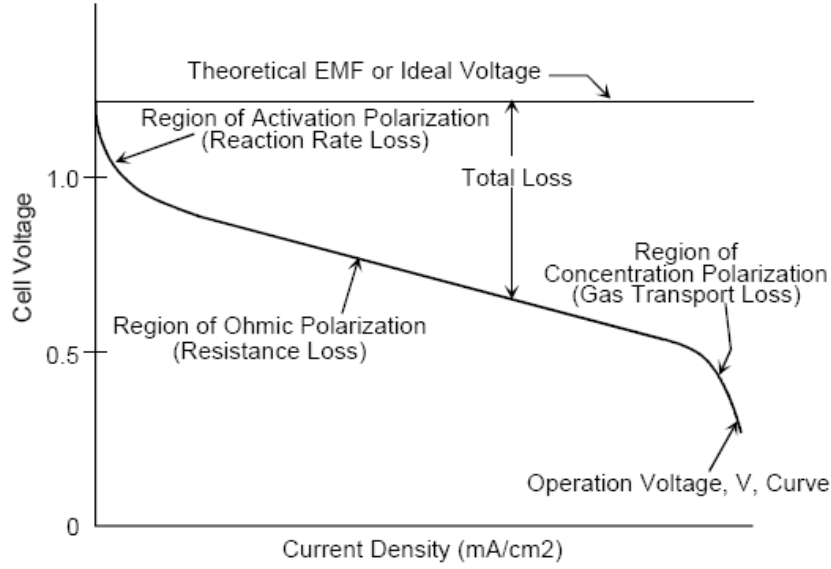 Theoretical EMF or Ideal Voltage
Region of Activation Polarization
(Reaction Rate Loss)
Total Loss
1.0
Cell Voltage
Region of
Concentration Polarization
(Gas Transport Loss)
Region of Ohmic Polarization
(Resistance Loss)
0.5
Operation Voltage, V, Curve
0
Current Density (mA/cm2)